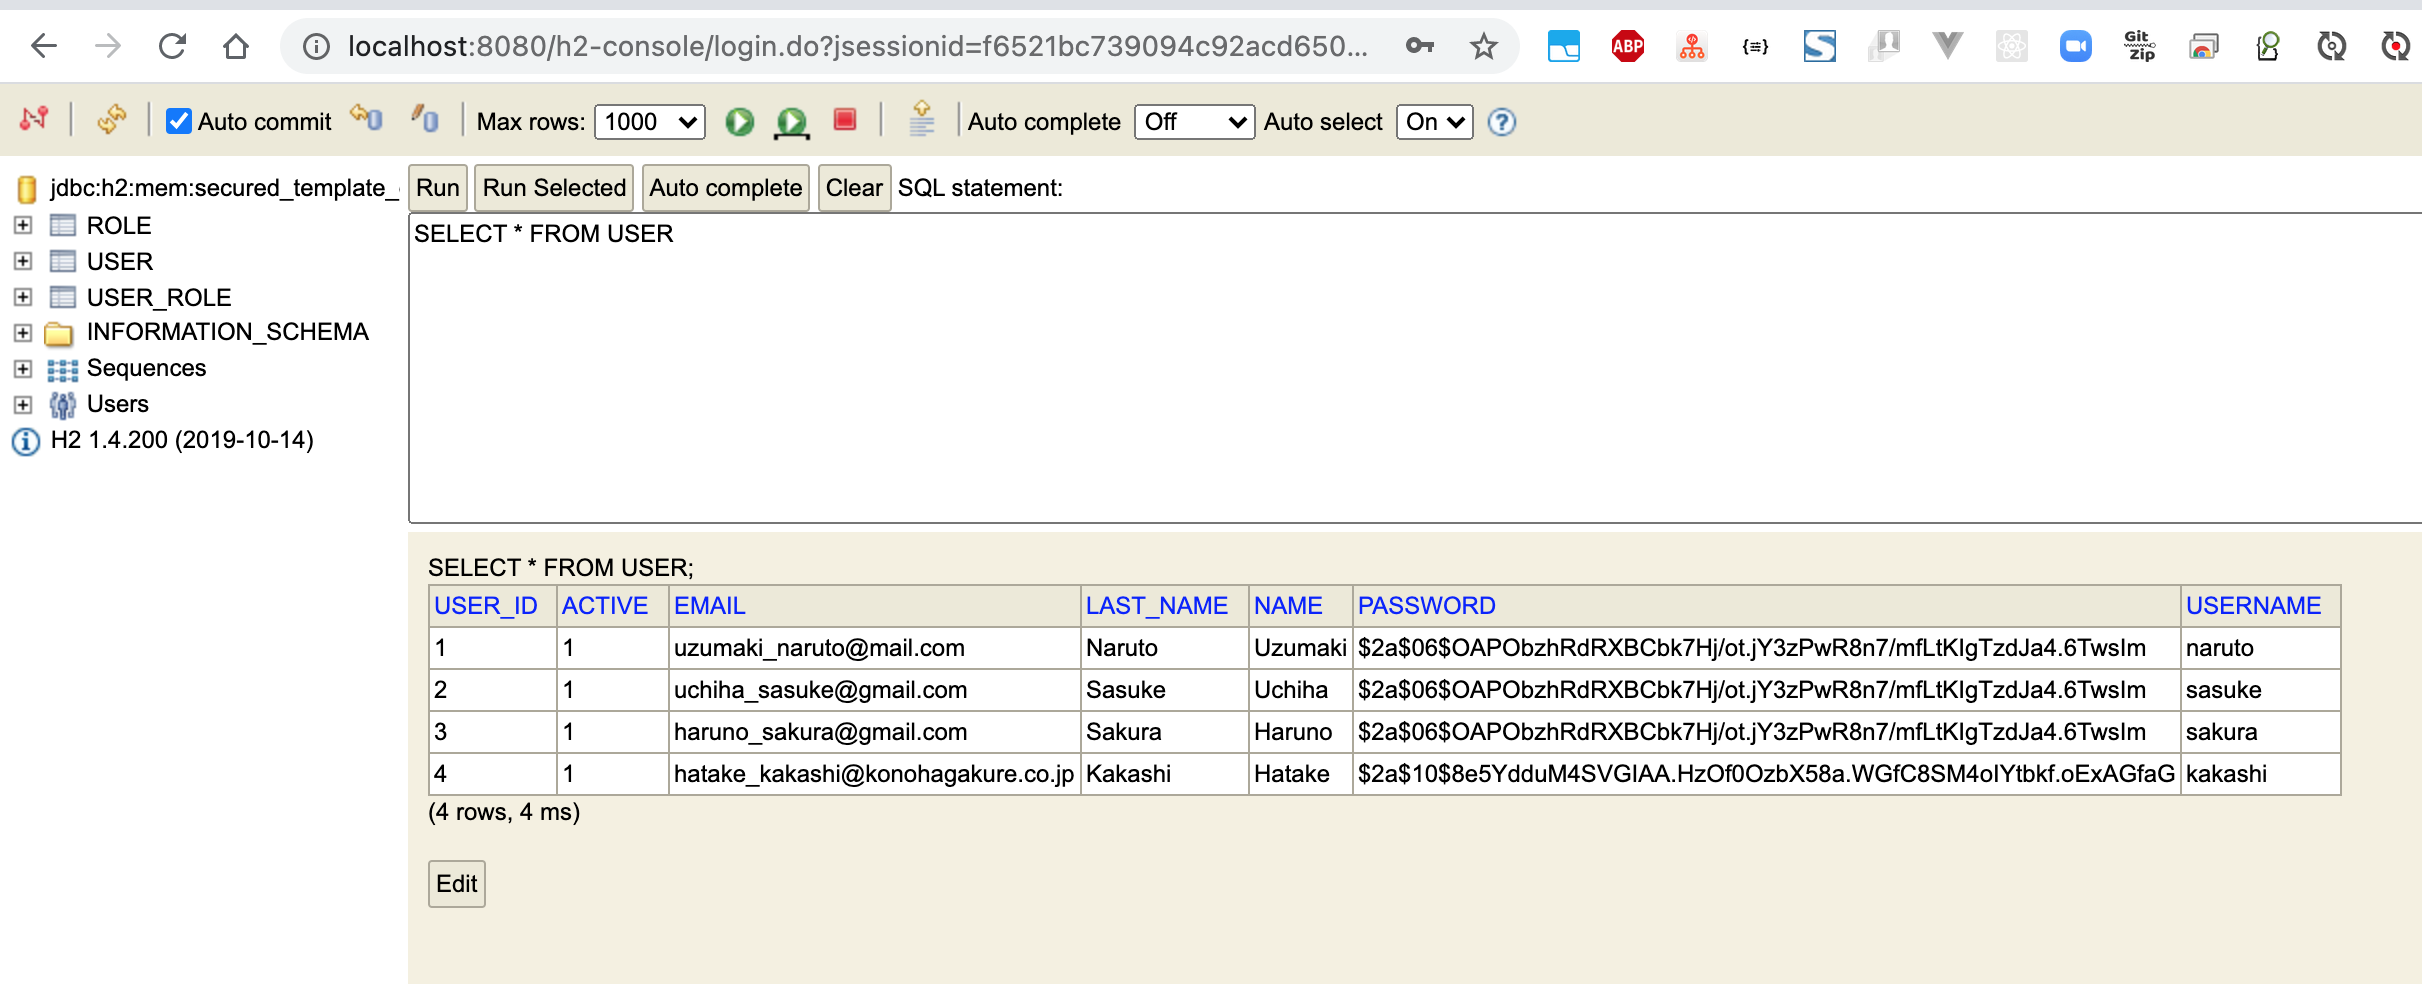 localhost:8080/h2-console/login.do?jsessionid=f6521bc739094c92acd650...
ABP
Git Zip
Auto commit Max rows: 1000 Auto complete Off Auto select On
jdbc:h2:mem:secured_template_
ROLE
USER
USER_ROLE
INFORMATION_SCHEMA
Sequences
Users
H2 1.4.200 (2019-10-14)
Run Run Selected Auto complete Clear SQL statement:
SELECT * FROM USER
SELECT * FROM USER;
USER_ID ACTIVE EMAIL LAST_NAME NAME PASSWORD USERNAME
1 1 uzumaki_naruto@mail.com Naruto Uzumaki $2a$06$OAPObzhRdRXBCbk7Hj/ot.jY3zPwR8n7/mfLtKIgTzdJa4.6TwsIm naruto
2 1 uchiha_sasuke@gmail.com Sasuke Uchiha $2a$06$OAPObzhRdRXBCbk7Hj/ot.jY3zPwR8n7/mfLtKIgTzdJa4.6TwsIm sasuke
3 1 haruno_sakura@gmail.com Sakura Haruno $2a$06$OAPObzhRdRXBCbk7Hj/ot.jY3zPwR8n7/mfLtKIgTzdJa4.6TwsIm sakura
4 1 hatake_kakashi@konohagakure.co.jp Kakashi Hatake $2a$10$8e5YdduM4SVGIAA.HzOf0OzbX58a.WGfC8SM4oIYtbkf.oExAGfaG kakashi
(4 rows, 4 ms)
Edit